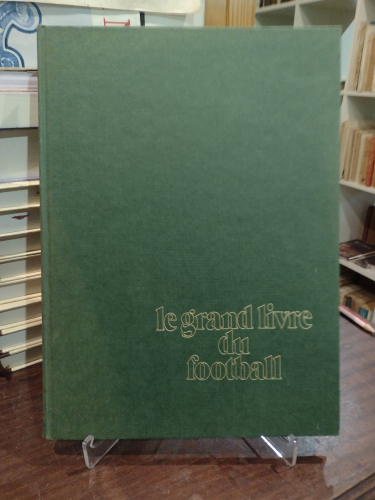 le grand livre
du
football